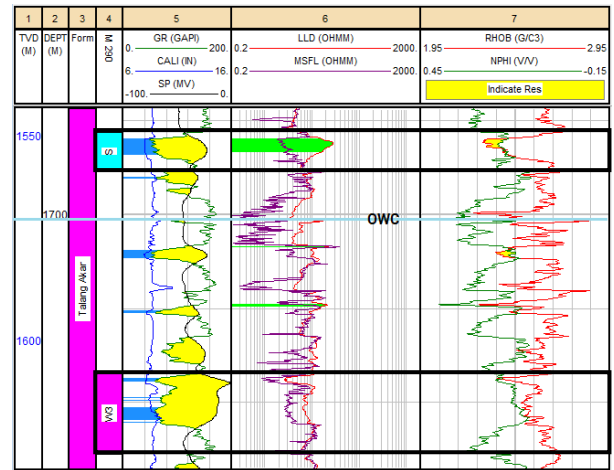 1 2 3 4 5 6 7
TVD (M) DEPT (M) Form M 290 GR (GAPI) LLD (OHMM) RHOB (G/C3)
0. 200. 0.2 2000. 1.95 2.95
CALI (IN) MSFL (OHMM) NPHI (V/V)
6. 16. 0.2 2000. 0.45 -0.15
SP (MV) Indicate Res
-100. 0.
1550
S
1700
OWC
Talang Akar
1600
W3